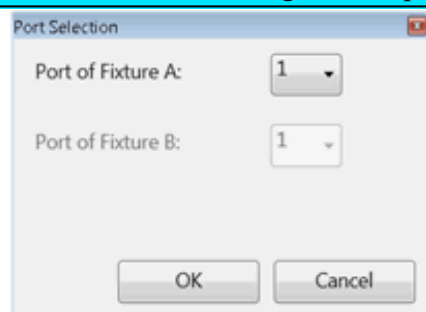 Port Selection
Port of Fixture A: 1
Port of Fixture B: 1
OK Cancel